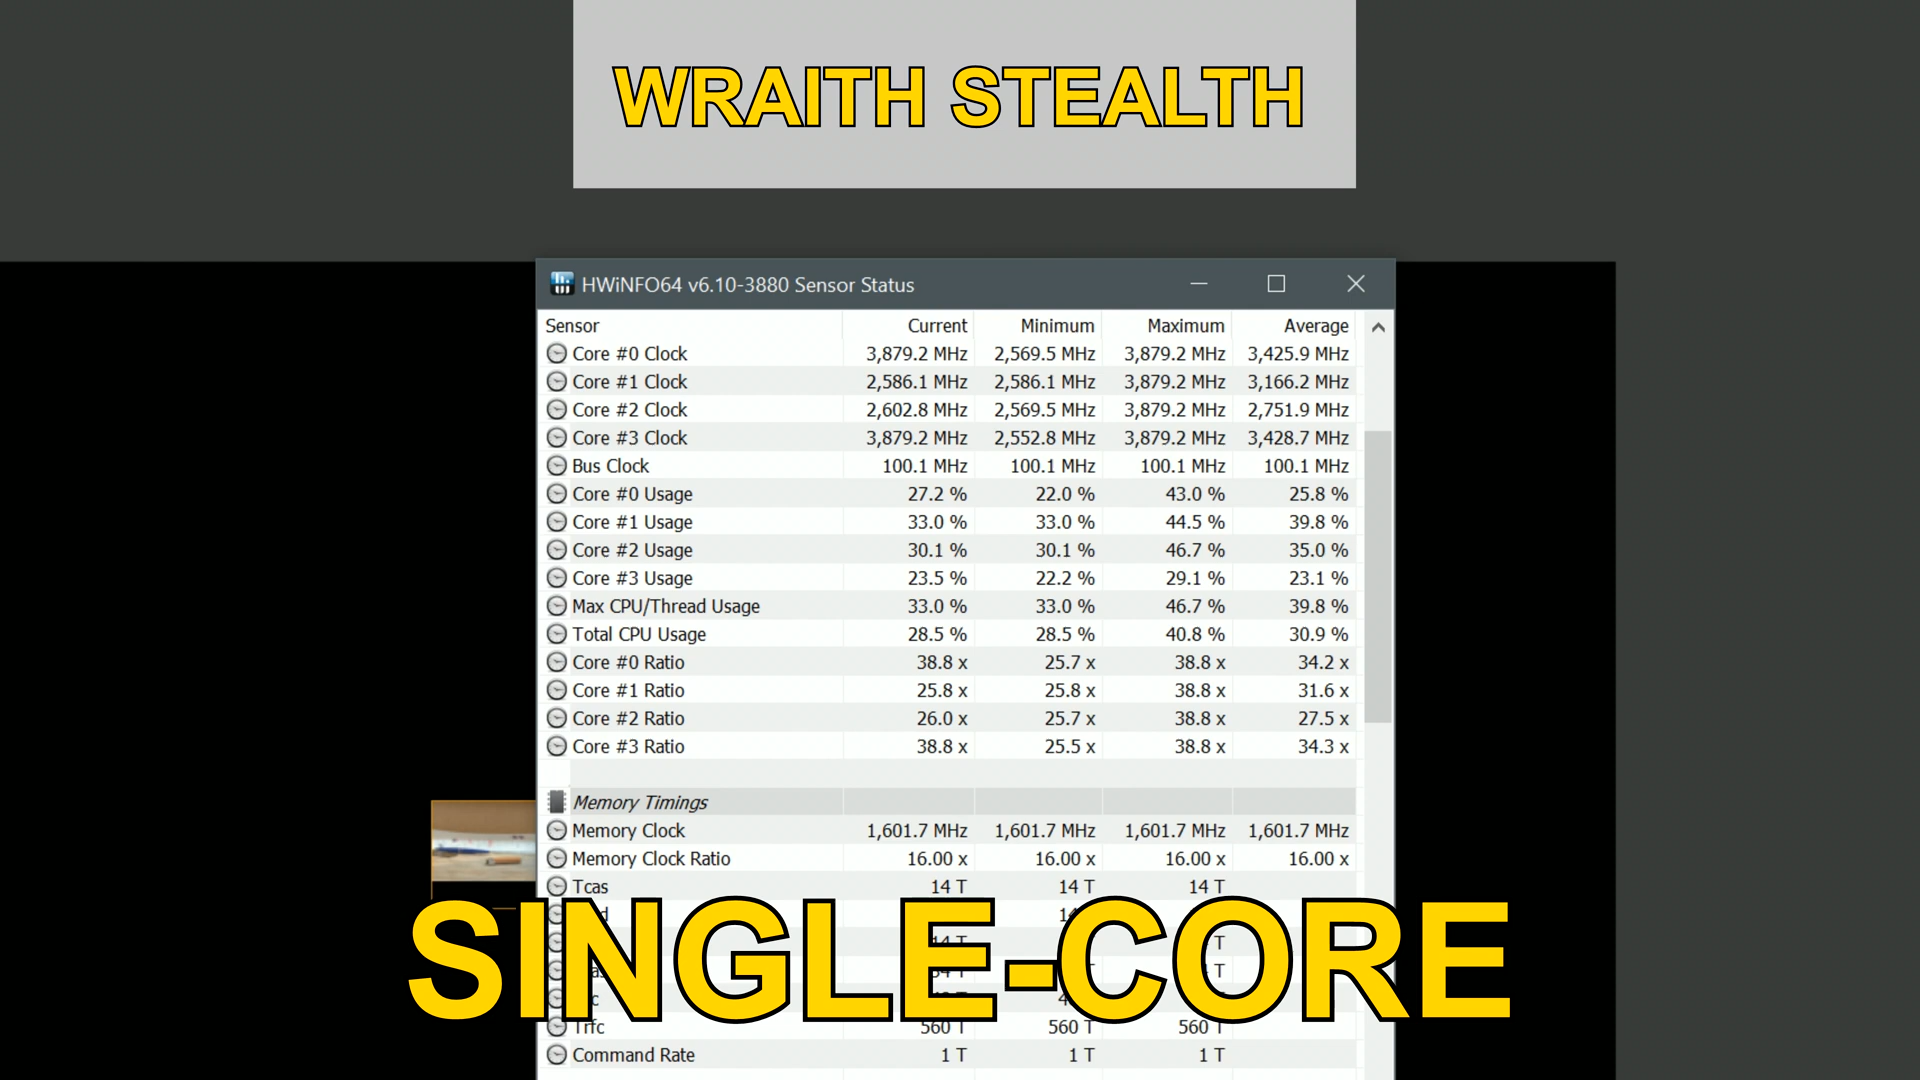 WRAITH STEALTH
HWiNFO64 v6.10-3880 Sensor Status
Sensor Current Minimum Maximum Average
Core #0 Clock 3,879.2 MHz 2,569.5 MHz 3,879.2 MHz 3,425.9 MHz
Core #1 Clock 2,586.1 MHz 2,586.1 MHz 3,879.2 MHz 3,166.2 MHz
Core #2 Clock 2,602.8 MHz 2,569.5 MHz 3,879.2 MHz 2,751.9 MHz
Core #3 Clock 3,879.2 MHz 2,552.8 MHz 3,879.2 MHz 3,428.7 MHz
Bus Clock 100.1 MHz 100.1 MHz 100.1 MHz 100.1 MHz
Core #0 Usage 27.2 % 22.0 % 43.0 % 25.8 %
Core #1 Usage 33.0 % 33.0 % 44.5 % 39.8 %
Core #2 Usage 30.1 % 30.1 % 46.7 % 35.0 %
Core #3 Usage 23.5 % 22.2 % 29.1 % 23.1 %
Max CPU/Thread Usage 33.0 % 33.0 % 46.7 % 39.8 %
Total CPU Usage 28.5 % 28.5 % 40.8 % 30.9 %
Core #0 Ratio 38.8 x 25.7 x 38.8 x 34.2 x
Core #1 Ratio 25.8 x 25.8 x 38.8 x 31.6 x
Core #2 Ratio 26.0 x 25.7 x 38.8 x 27.5 x
Core #3 Ratio 38.8 x 25.5 x 38.8 x 34.3 x
Memory Timings
Memory Clock 1,601.7 MHz 1,601.7 MHz 1,601.7 MHz 1,601.7 MHz
Memory Clock Ratio 16.00 x 16.00 x 16.00 x 16.00 x
Tcas 14 T 14 T 14 T
SINGLE-CORE
Trfc 560 T 560 T 560 T
Command Rate 1 T 1 T 1 T